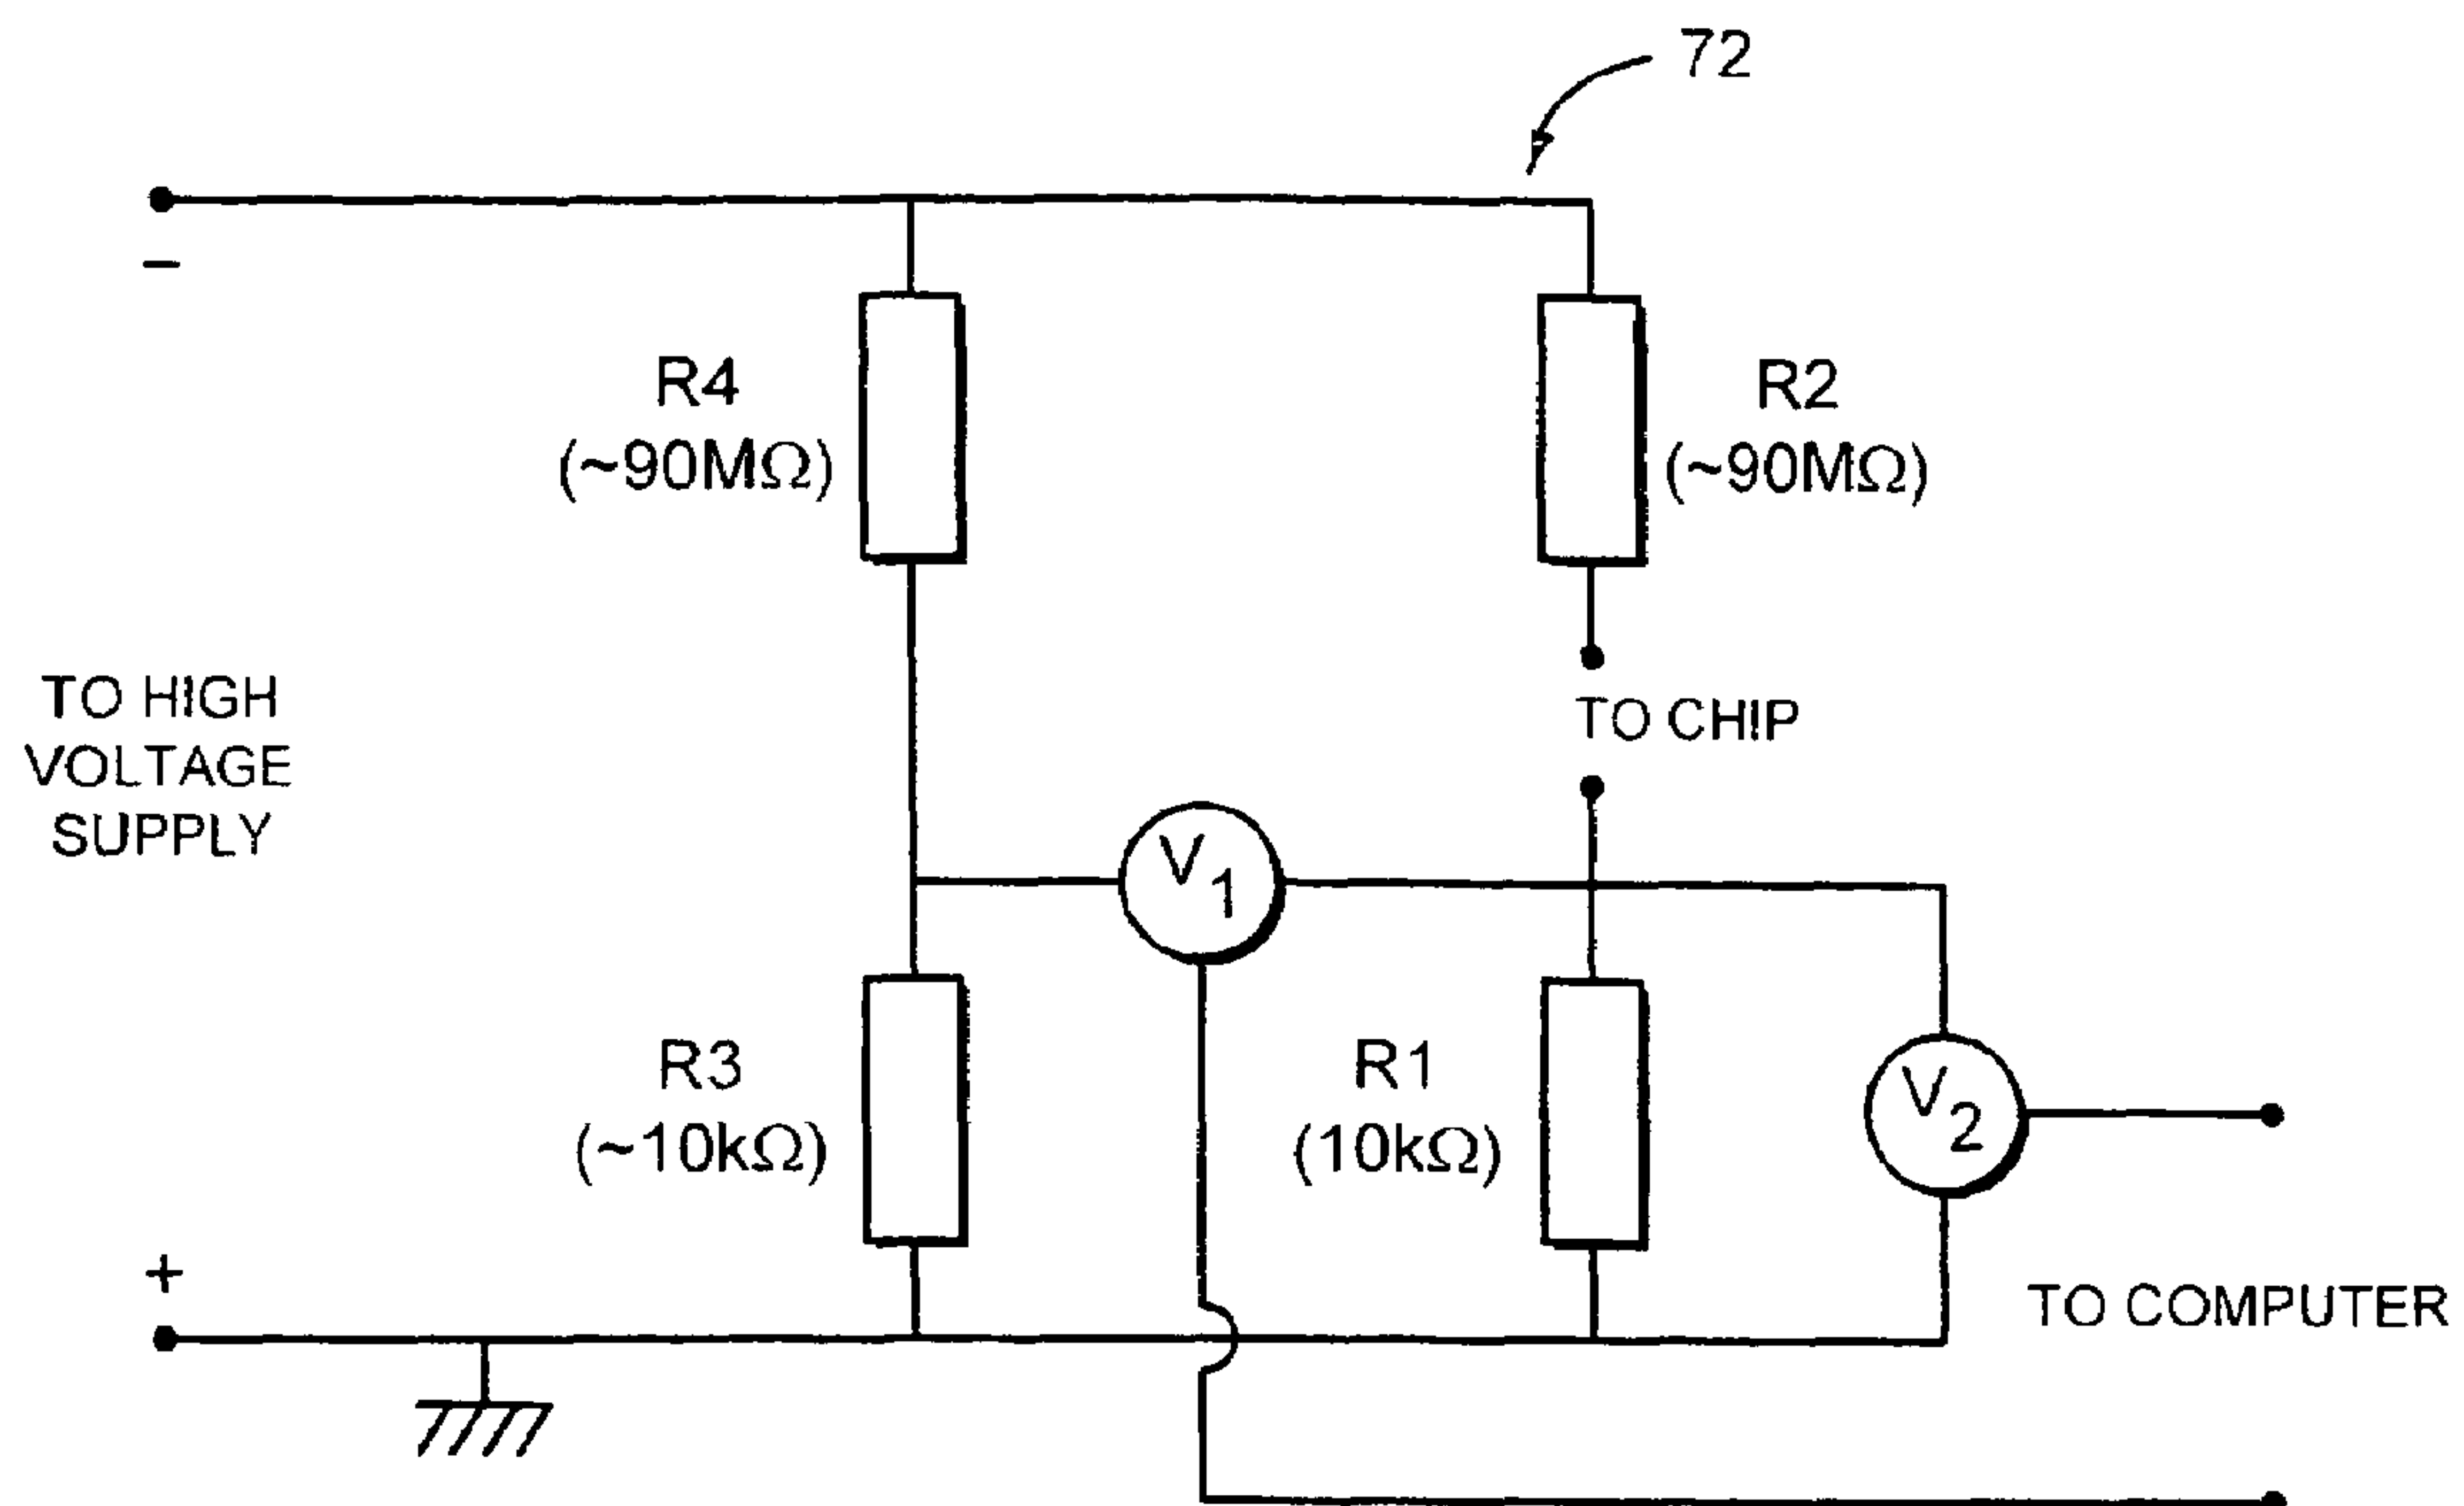 72
−
R4
(~90MΩ)
R2
(~90MΩ)
TO HIGH
VOLTAGE
SUPPLY
TO CHIP
V1
R3
(~10kΩ)
R1
(10kΩ)
V2
+
TO COMPUTER